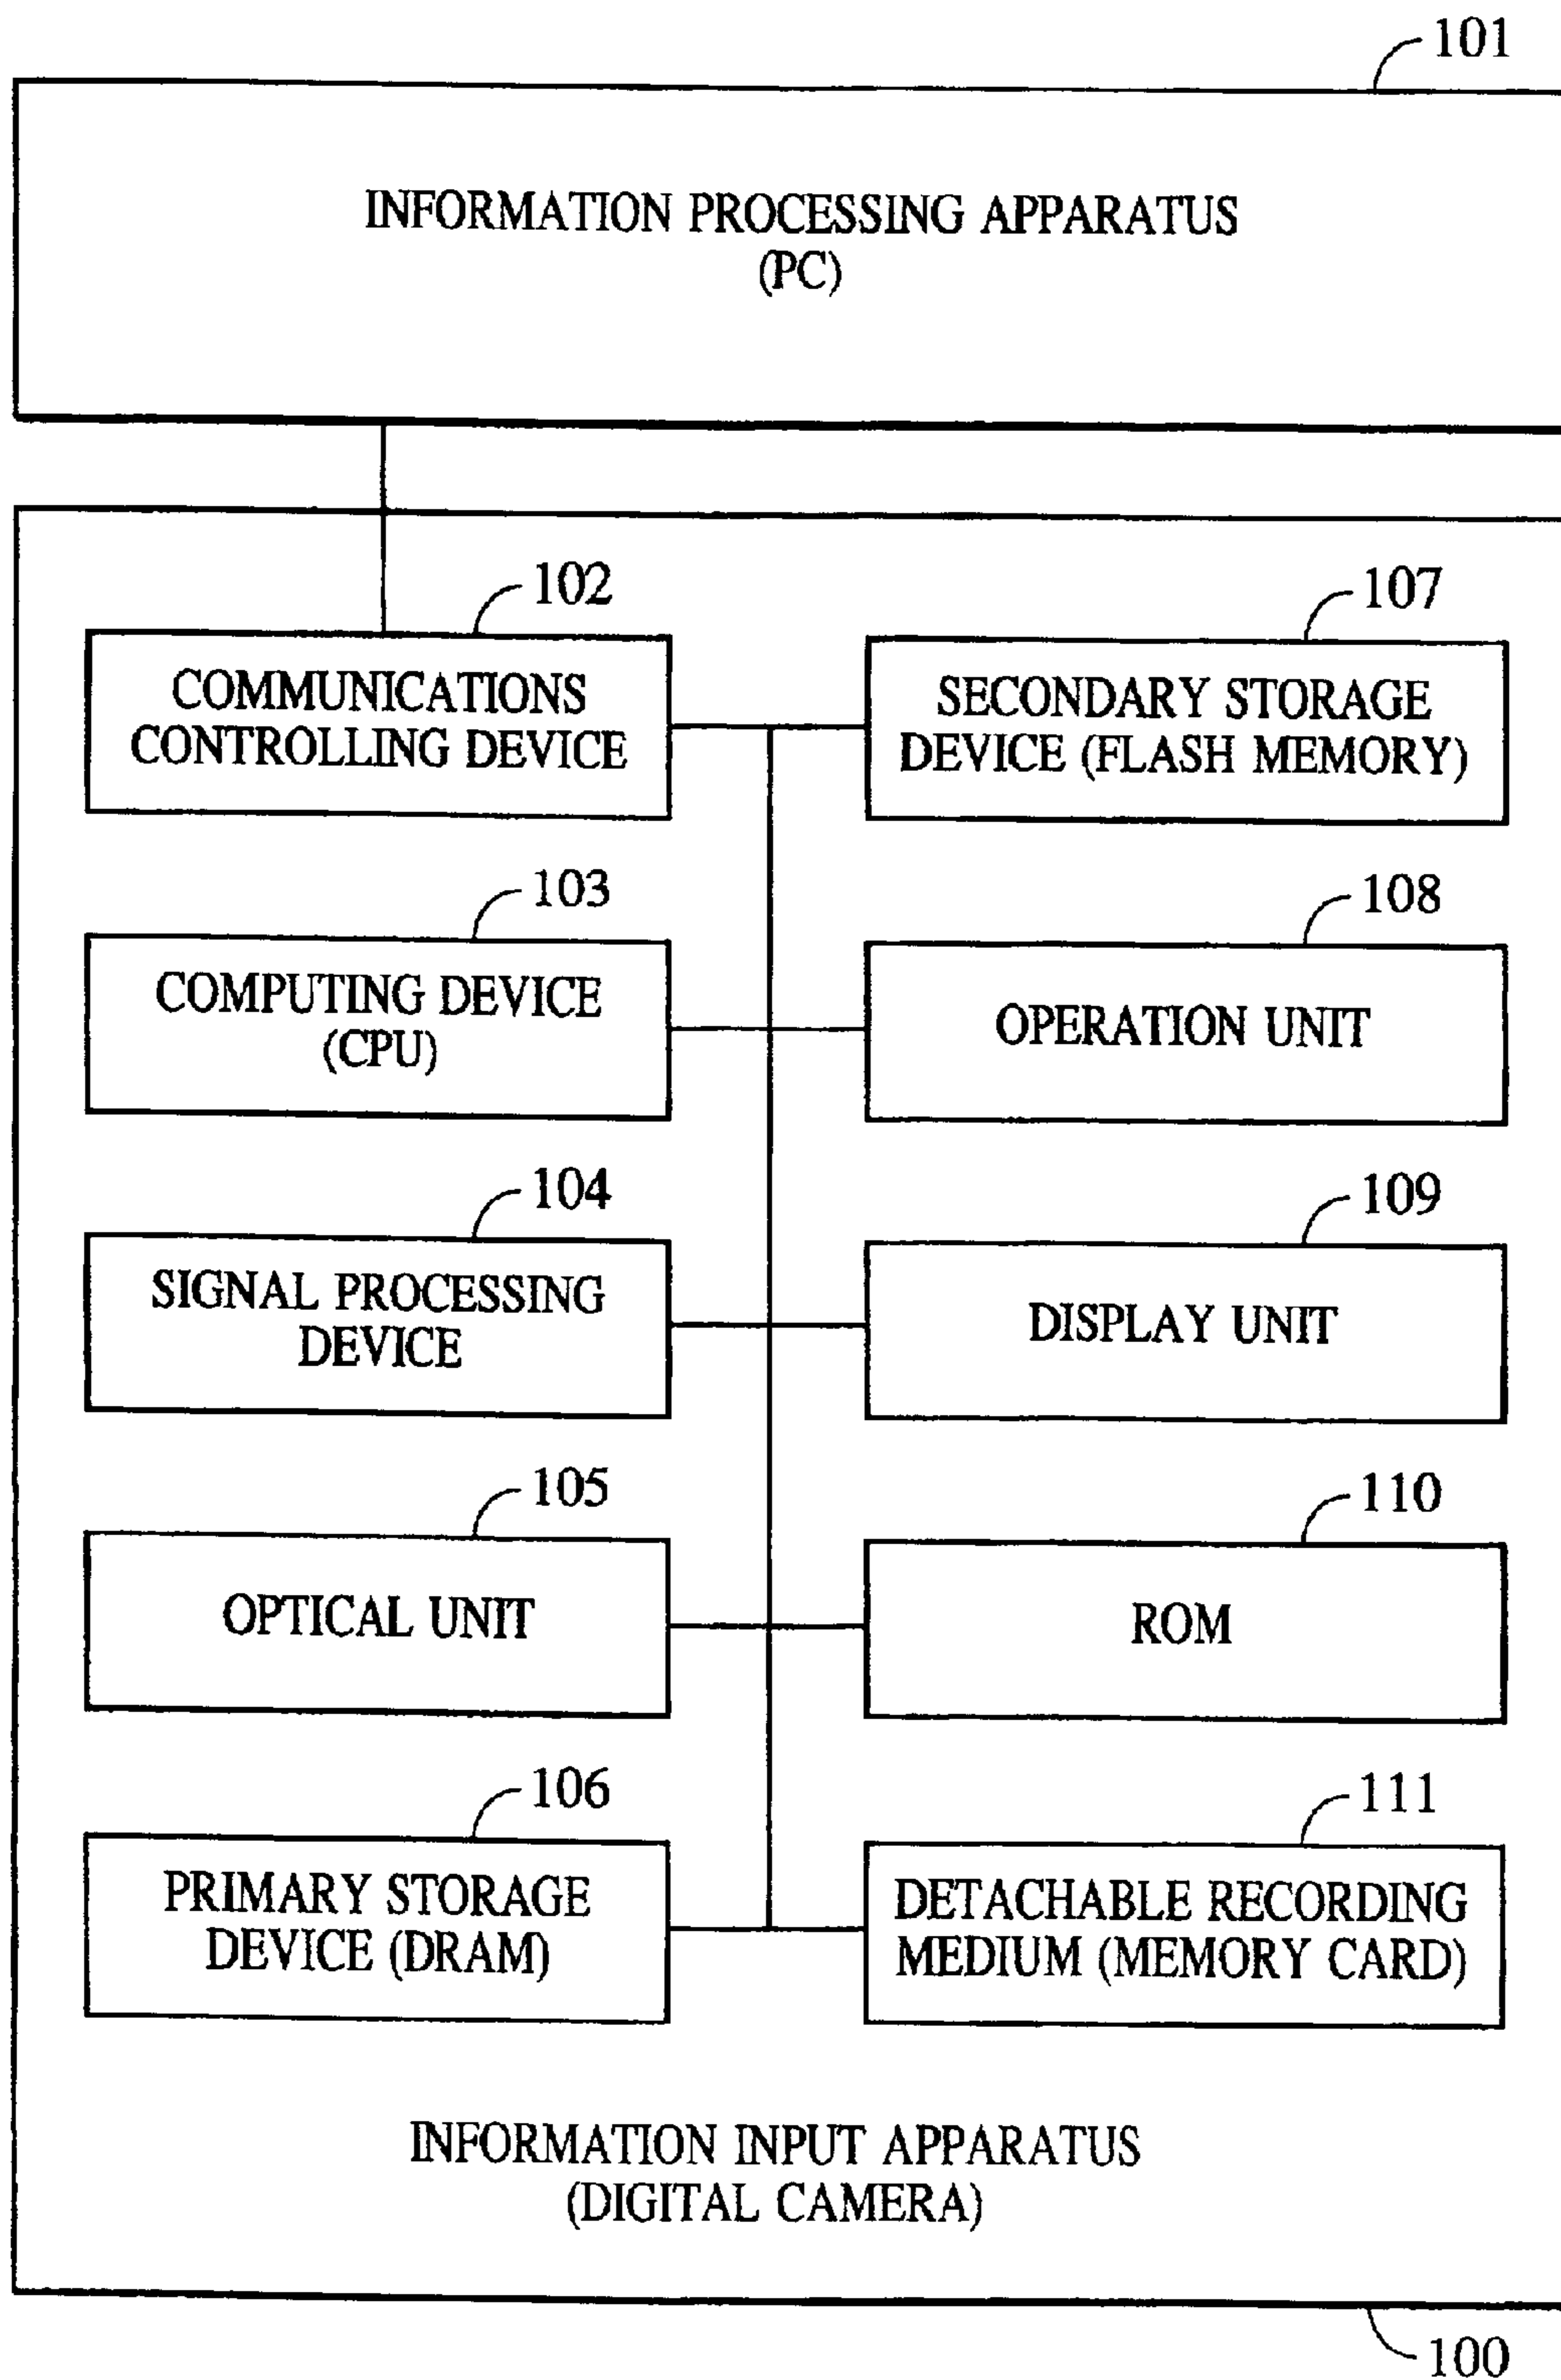 101
INFORMATION PROCESSING APPARATUS
(PC)
102
COMMUNICATIONS
CONTROLLING DEVICE
107
SECONDARY STORAGE
DEVICE (FLASH MEMORY)
103
COMPUTING DEVICE
(CPU)
108
OPERATION UNIT
104
SIGNAL PROCESSING
DEVICE
109
DISPLAY UNIT
105
OPTICAL UNIT
110
ROM
106
PRIMARY STORAGE
DEVICE (DRAM)
111
DETACHABLE RECORDING
MEDIUM (MEMORY CARD)
INFORMATION INPUT APPARATUS
(DIGITAL CAMERA)
100